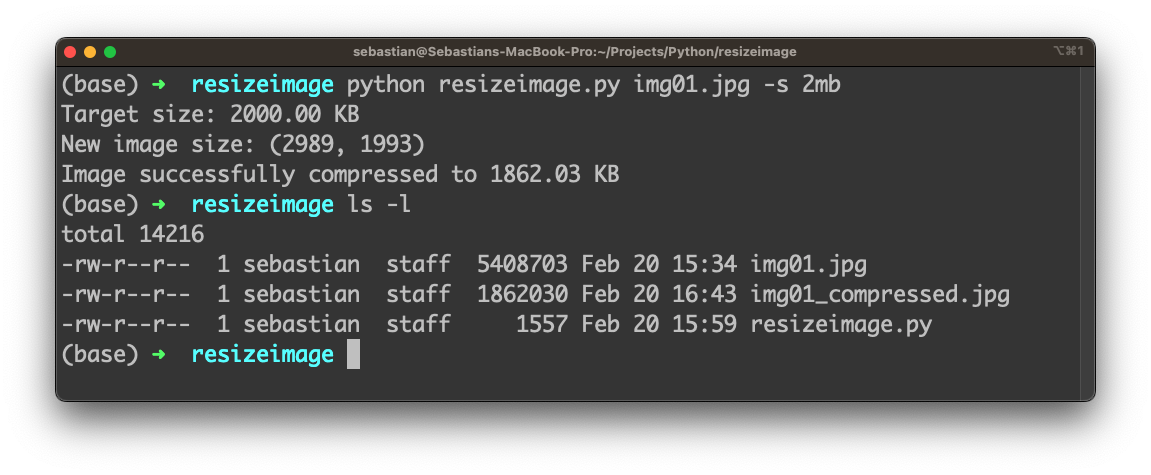 sebastian@Sebastians-MacBook-Pro:~/Projects/Python/resizeimage ⌥⌘1
(base) ➜  resizeimage python resizeimage.py img01.jpg -s 2mb
Target size: 2000.00 KB
New image size: (2989, 1993)
Image successfully compressed to 1862.03 KB
(base) ➜  resizeimage ls -l
total 14216
-rw-r--r--  1 sebastian  staff  5408703 Feb 20 15:34 img01.jpg
-rw-r--r--  1 sebastian  staff  1862030 Feb 20 16:43 img01_compressed.jpg
-rw-r--r--  1 sebastian  staff     1557 Feb 20 15:59 resizeimage.py
(base) ➜  resizeimage